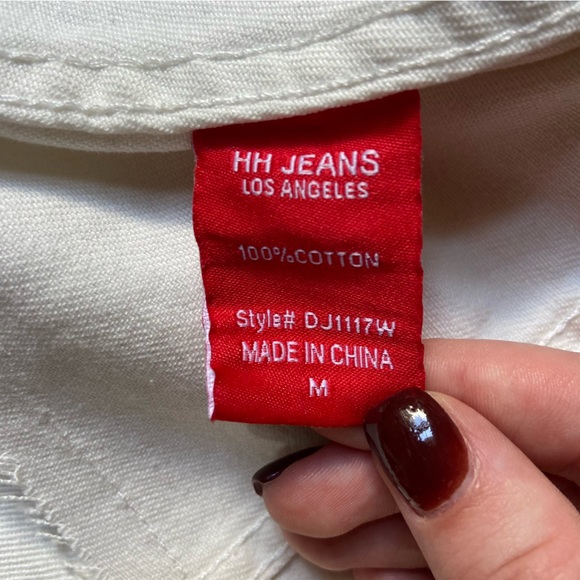 HH JEANS
LOS ANGELES
100%COTTON
Style# DJ1117W
MADE IN CHINA
M